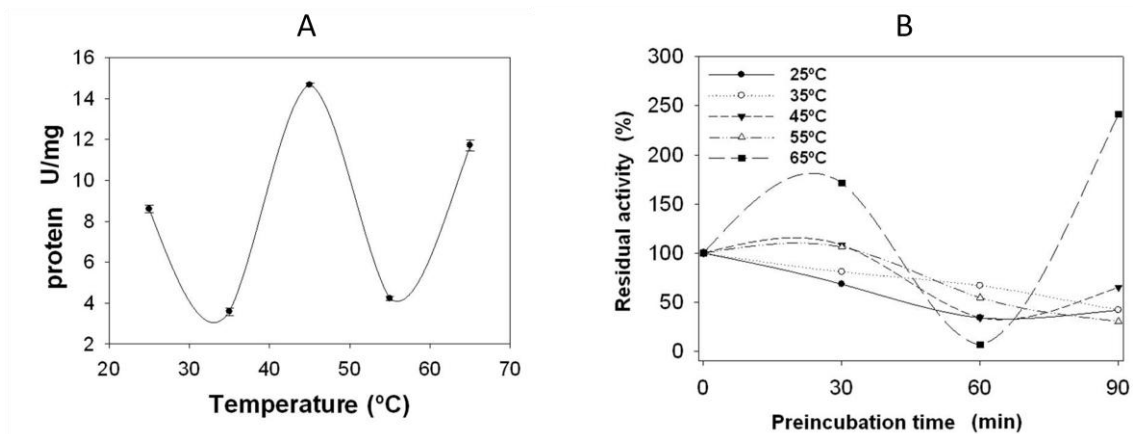 A
16
14
12
10
8
6
4
2
protein U/mg
20 30 40 50 60 70
Temperature (ºC)
B
300
250
200
150
100
50
0
Residual activity (%)
25ºC
35ºC
45ºC
55ºC
65ºC
0 30 60 90
Preincubation time (min)